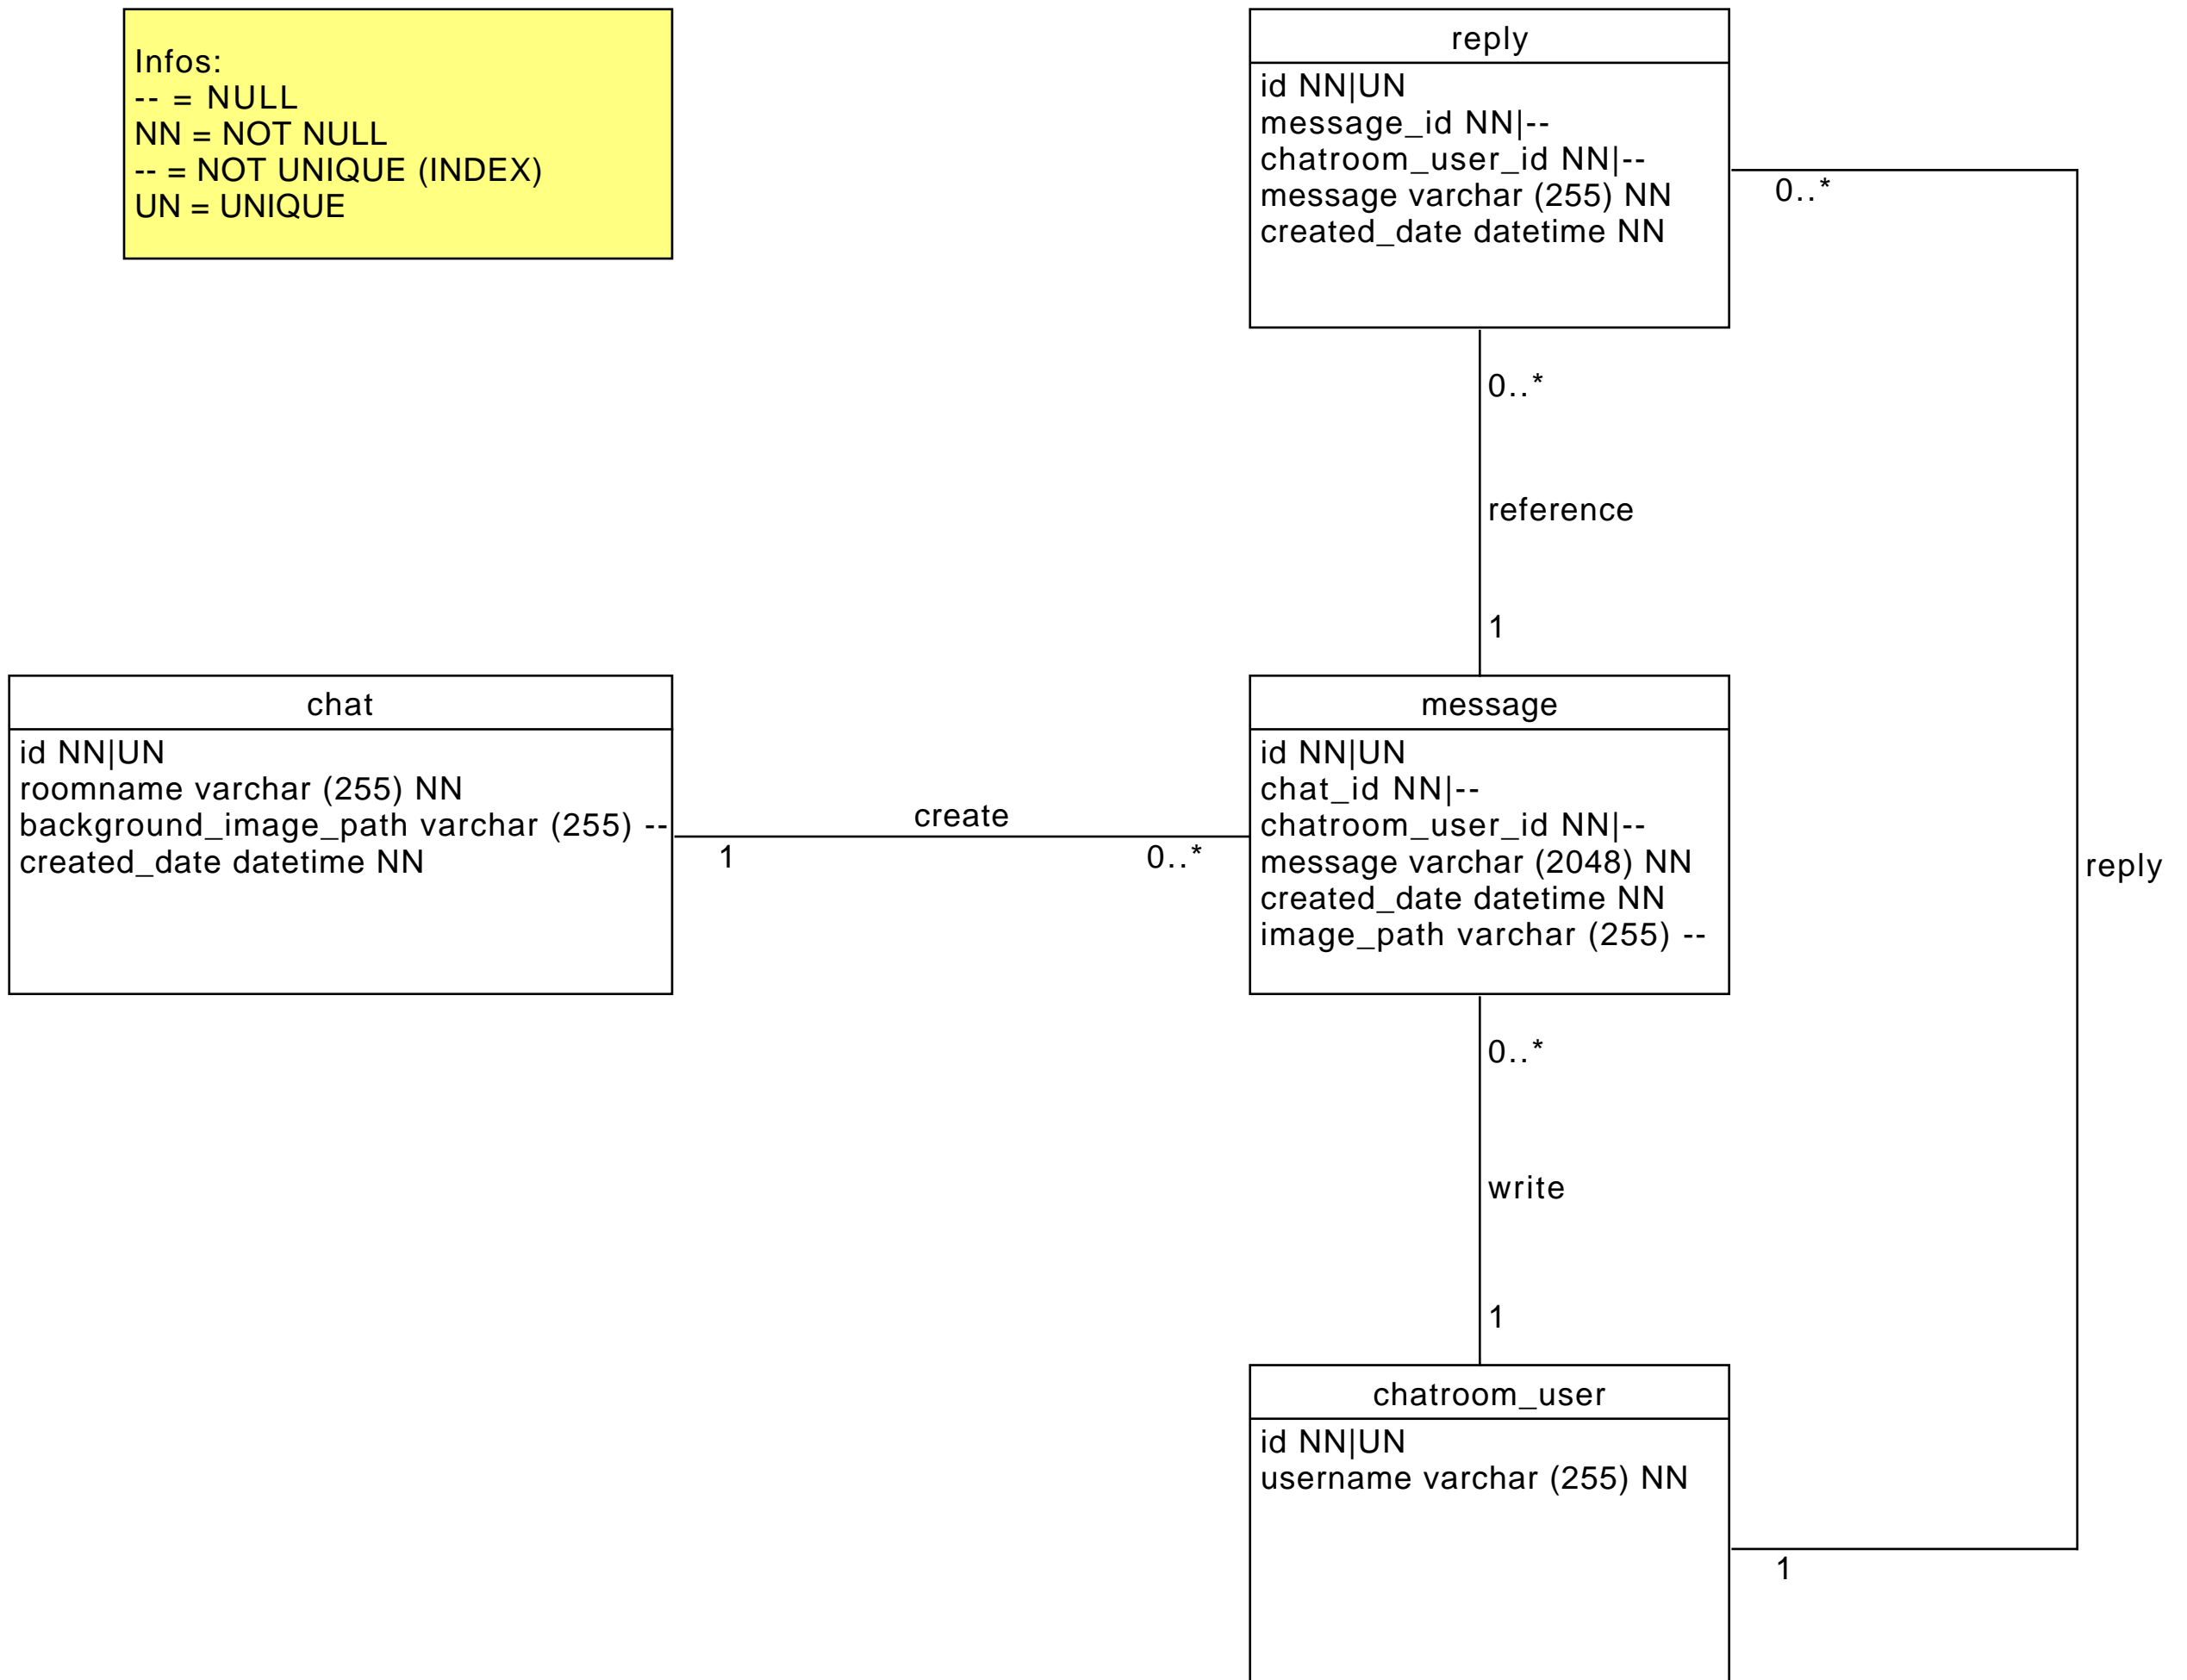 Infos:
-- = NULL
NN = NOT NULL
-- = NOT UNIQUE (INDEX)
UN = UNIQUE
reply
id NN|UN
message_id NN|--
chatroom_user_id NN|--
message varchar (255) NN
created_date datetime NN
0..*
0..*
reference
1
chat
id NN|UN
roomname varchar (255) NN
background_image_path varchar (255) --
created_date datetime NN
create
1
0..*
message
id NN|UN
chat_id NN|--
chatroom_user_id NN|--
message varchar (2048) NN
created_date datetime NN
image_path varchar (255) --
reply
0..*
write
1
chatroom_user
id NN|UN
username varchar (255) NN
1